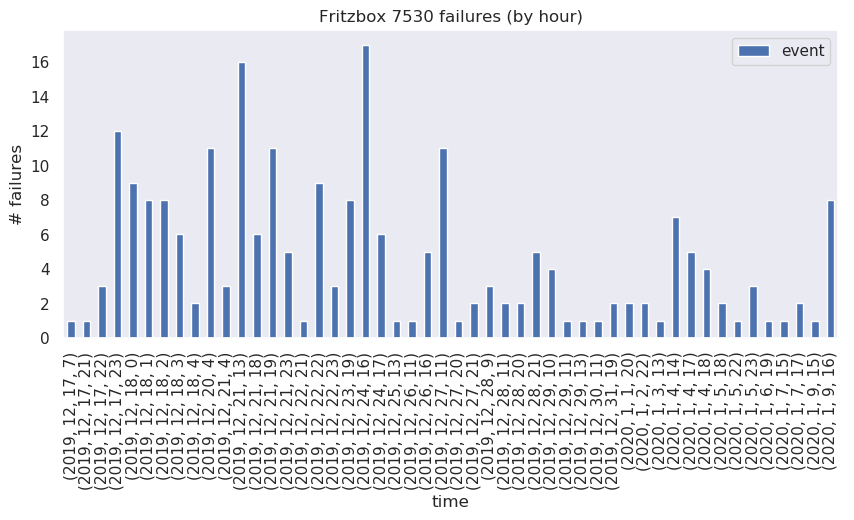 Fritzbox 7530 failures (by hour)
event
# failures
16
14
12
10
8
6
4
2
0
(2019, 12, 17, 7)
(2019, 12, 17, 21)
(2019, 12, 17, 22)
(2019, 12, 17, 23)
(2019, 12, 18, 0)
(2019, 12, 18, 1)
(2019, 12, 18, 2)
(2019, 12, 18, 3)
(2019, 12, 18, 4)
(2019, 12, 20, 4)
(2019, 12, 21, 4)
(2019, 12, 21, 13)
(2019, 12, 21, 18)
(2019, 12, 21, 19)
(2019, 12, 21, 23)
(2019, 12, 22, 21)
(2019, 12, 22, 22)
(2019, 12, 22, 23)
(2019, 12, 23, 19)
(2019, 12, 24, 16)
(2019, 12, 24, 17)
(2019, 12, 25, 13)
(2019, 12, 26, 11)
(2019, 12, 26, 16)
(2019, 12, 27, 11)
(2019, 12, 27, 20)
(2019, 12, 27, 21)
(2019, 12, 28, 9)
(2019, 12, 28, 11)
(2019, 12, 28, 20)
(2019, 12, 28, 21)
(2019, 12, 29, 10)
(2019, 12, 29, 11)
(2019, 12, 29, 13)
(2019, 12, 30, 11)
(2019, 12, 31, 19)
(2020, 1, 1, 20)
(2020, 1, 2, 22)
(2020, 1, 3, 13)
(2020, 1, 4, 14)
(2020, 1, 4, 17)
(2020, 1, 4, 18)
(2020, 1, 5, 18)
(2020, 1, 5, 22)
(2020, 1, 5, 23)
(2020, 1, 6, 19)
(2020, 1, 7, 15)
(2020, 1, 7, 17)
(2020, 1, 9, 15)
(2020, 1, 9, 16)
time